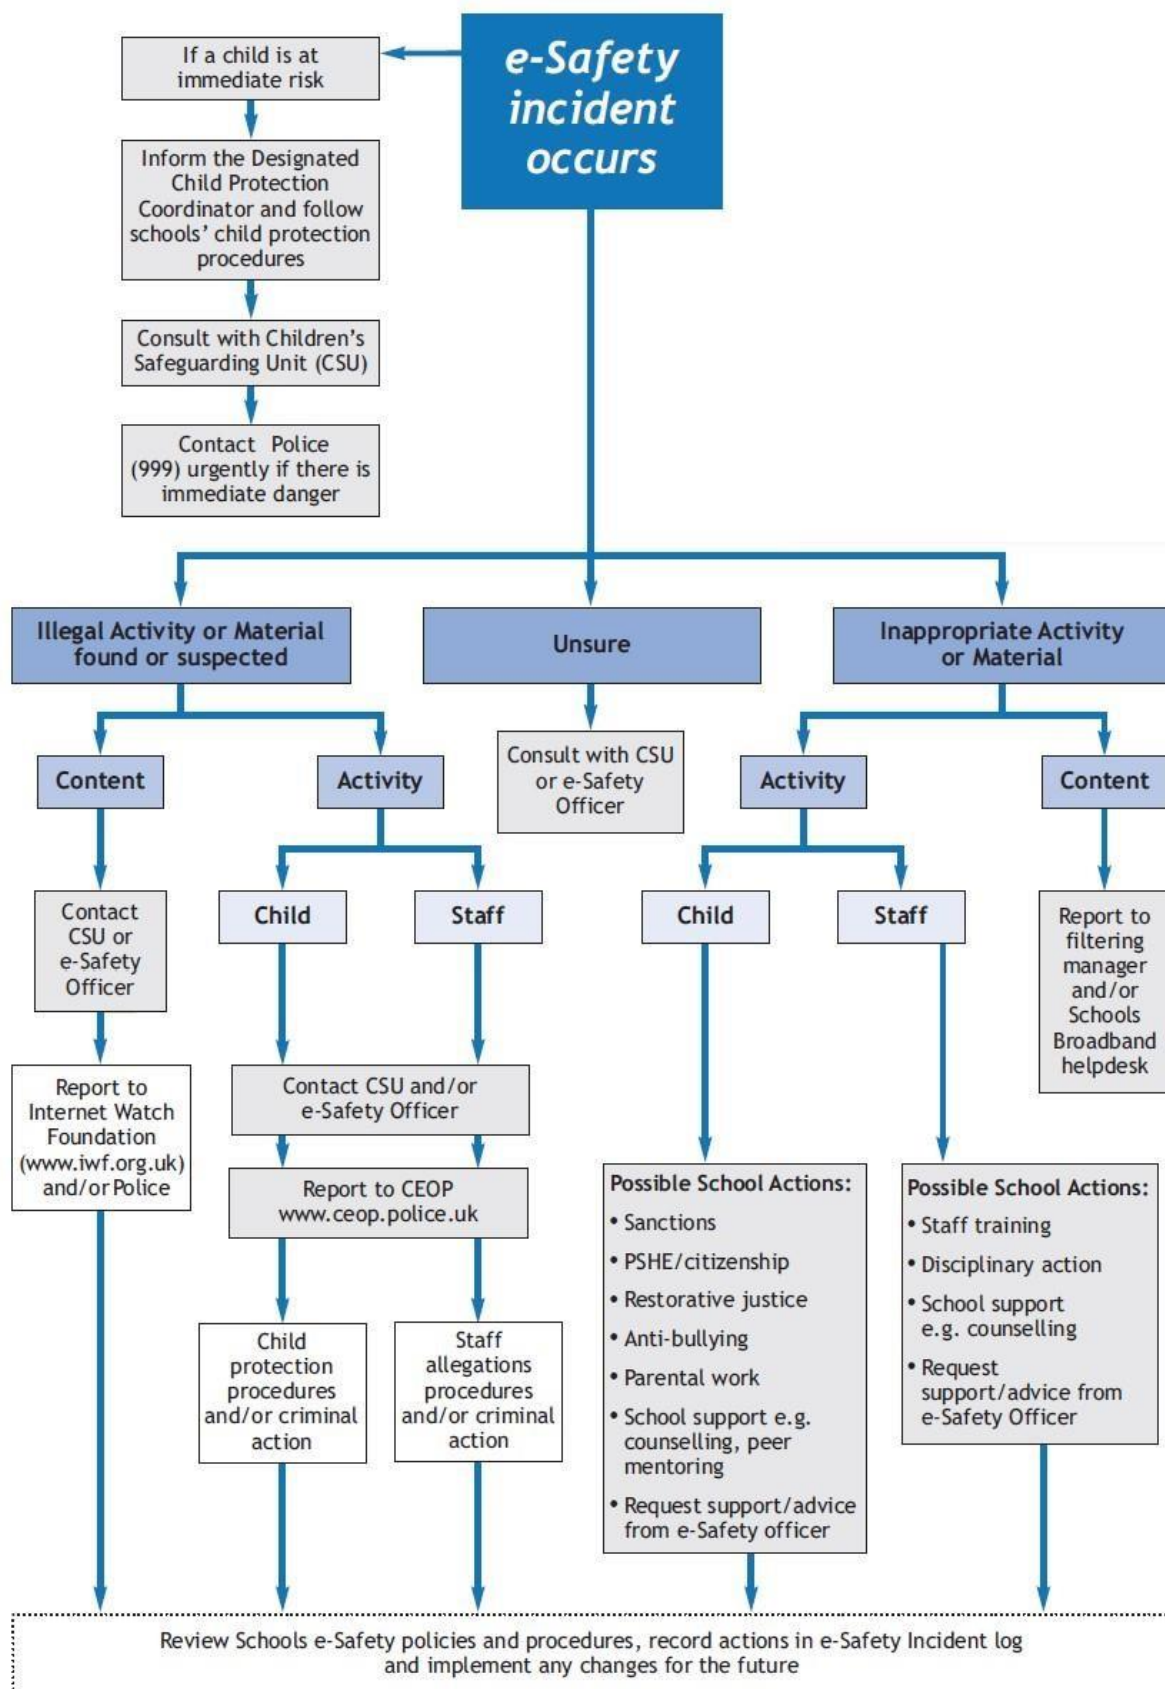 e-Safety
incident
occurs
If a child is at
immediate risk
Inform the Designated
Child Protection
Coordinator and follow
schools’ child protection
procedures
Consult with Children’s
Safeguarding Unit (CSU)
Contact Police
(999) urgently if there is
immediate danger
Illegal Activity or Material
found or suspected
Unsure
Inappropriate Activity
or Material
Content
Activity
Consult with CSU
or e-Safety
Officer
Activity
Content
Contact
CSU or
e-Safety
Officer
Child
Staff
Child
Staff
Report to
filtering
manager
and/or
Schools
Broadband
helpdesk
Report to
Internet Watch
Foundation
(www.iwf.org.uk)
and/or Police
Contact CSU and/or
e-Safety Officer
Report to CEOP
www.ceop.police.uk
Child
protection
procedures
and/or criminal
action
Staff
allegations
procedures
and/or criminal
action
Possible School Actions:
• Sanctions
• PSHE/citizenship
• Restorative justice
• Anti-bullying
• Parental work
• School support e.g.
counselling, peer
mentoring
• Request support/advice
from e-Safety officer
Possible School Actions:
• Staff training
• Disciplinary action
• School support
e.g. counselling
• Request
support/advice from
e-Safety Officer
Review Schools e-Safety policies and procedures, record actions in e-Safety Incident log
and implement any changes for the future